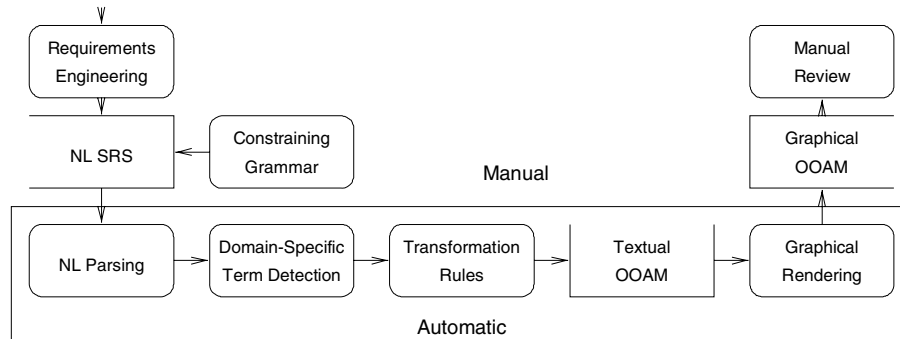 Requirements
Engineering
Manual
Review
NL SRS
Constraining
Grammar
Graphical
OOAM
Manual
NL Parsing
Domain-Specific
Term Detection
Transformation
Rules
Textual
OOAM
Graphical
Rendering
Automatic